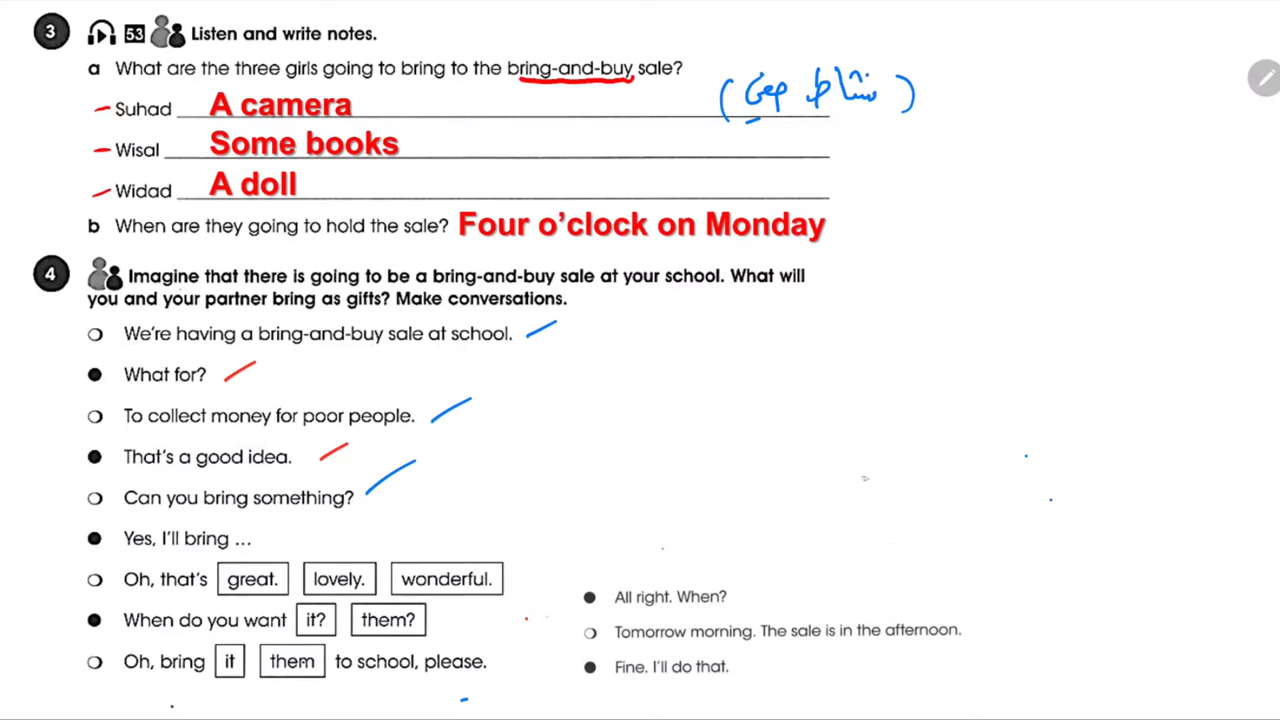 3 53 Listen and write notes.
a What are the three girls going to bring to the bring-and-buy sale?
( نشاط )
Suhad A camera
Wisal Some books
Widad A doll
b When are they going to hold the sale? Four o’clock on Monday
4 Imagine that there is going to be a bring-and-buy sale at your school. What will
you and your partner bring as gifts? Make conversations.
We're having a bring-and-buy sale at school.
What for?
To collect money for poor people.
That's a good idea.
Can you bring something?
Yes, I'll bring ...
Oh, that's great. lovely. wonderful.
When do you want it? them?
Oh, bring it them to school, please.
All right. When?
Tomorrow morning. The sale is in the afternoon.
Fine. I'll do that.